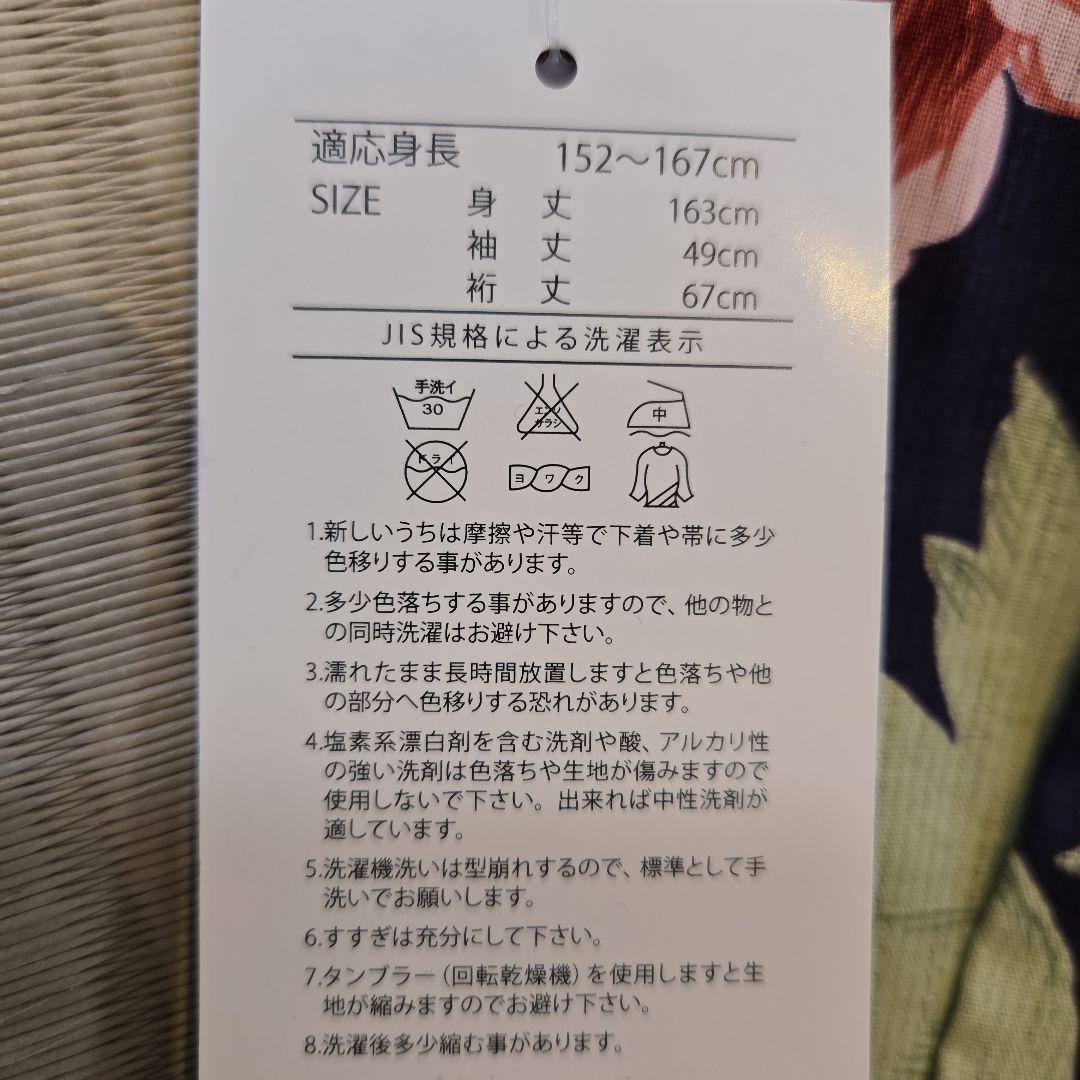 適応身長 152～167cm
SIZE 身 丈 163cm
袖 丈 49cm
裄 丈 67cm
JIS規格による洗濯表示
手洗イ エンソ 中
30 サラシ
ドライ ヨワク
1.新しいうちは摩擦や汗等で下着や帯に多少
色移りする事があります。
2.多少色落ちする事がありますので、他の物と
の同時洗濯はお避け下さい。
3.濡れたまま長時間放置しますと色落ちや他
の部分へ色移りする恐れがあります。
4.塩素系漂白剤を含む洗剤や酸、アルカリ性
の強い洗剤は色落ちや生地が傷みますので
使用しないで下さい。出来れば中性洗剤が
適しています。
5.洗濯機洗いは型崩れするので、標準として手
洗いでお願いします。
6.すすぎは充分にして下さい。
7.タンブラー（回転乾燥機）を使用しますと生
地が縮みますのでお避け下さい。
8.洗濯後多少縮む事があります。